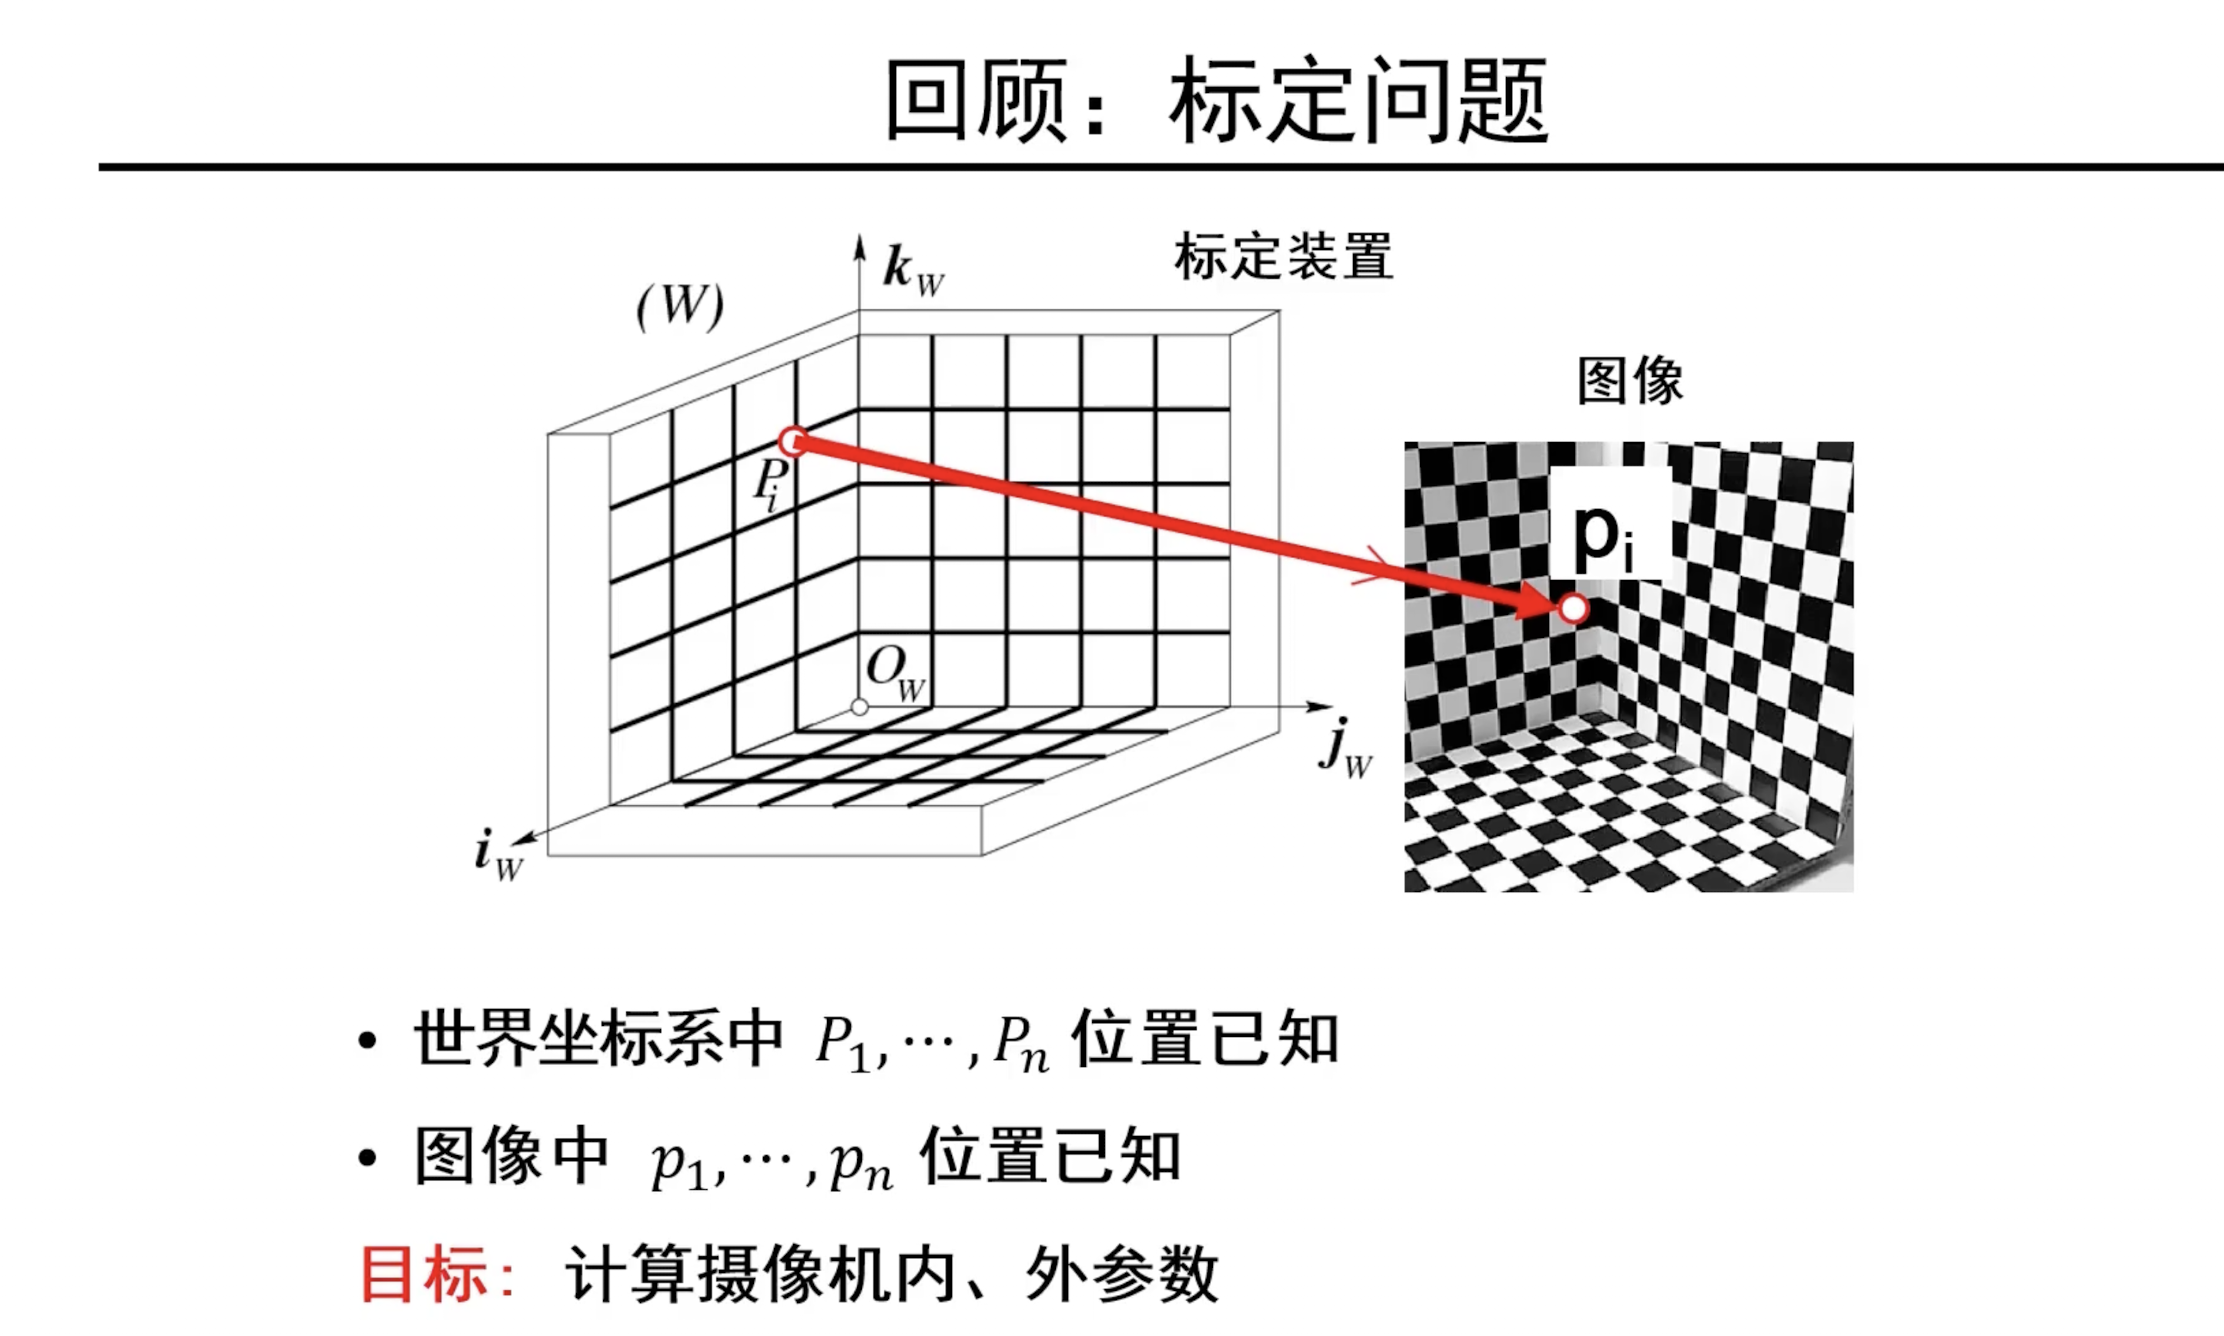 回顾：标定问题
k_W
标定装置
(W)
图像
P_i
p_i
O_W
j_W
i_W
• 世界坐标系中 P_1,⋯,P_n 位置已知
• 图像中 p_1,⋯,p_n 位置已知
目标： 计算摄像机内、外参数